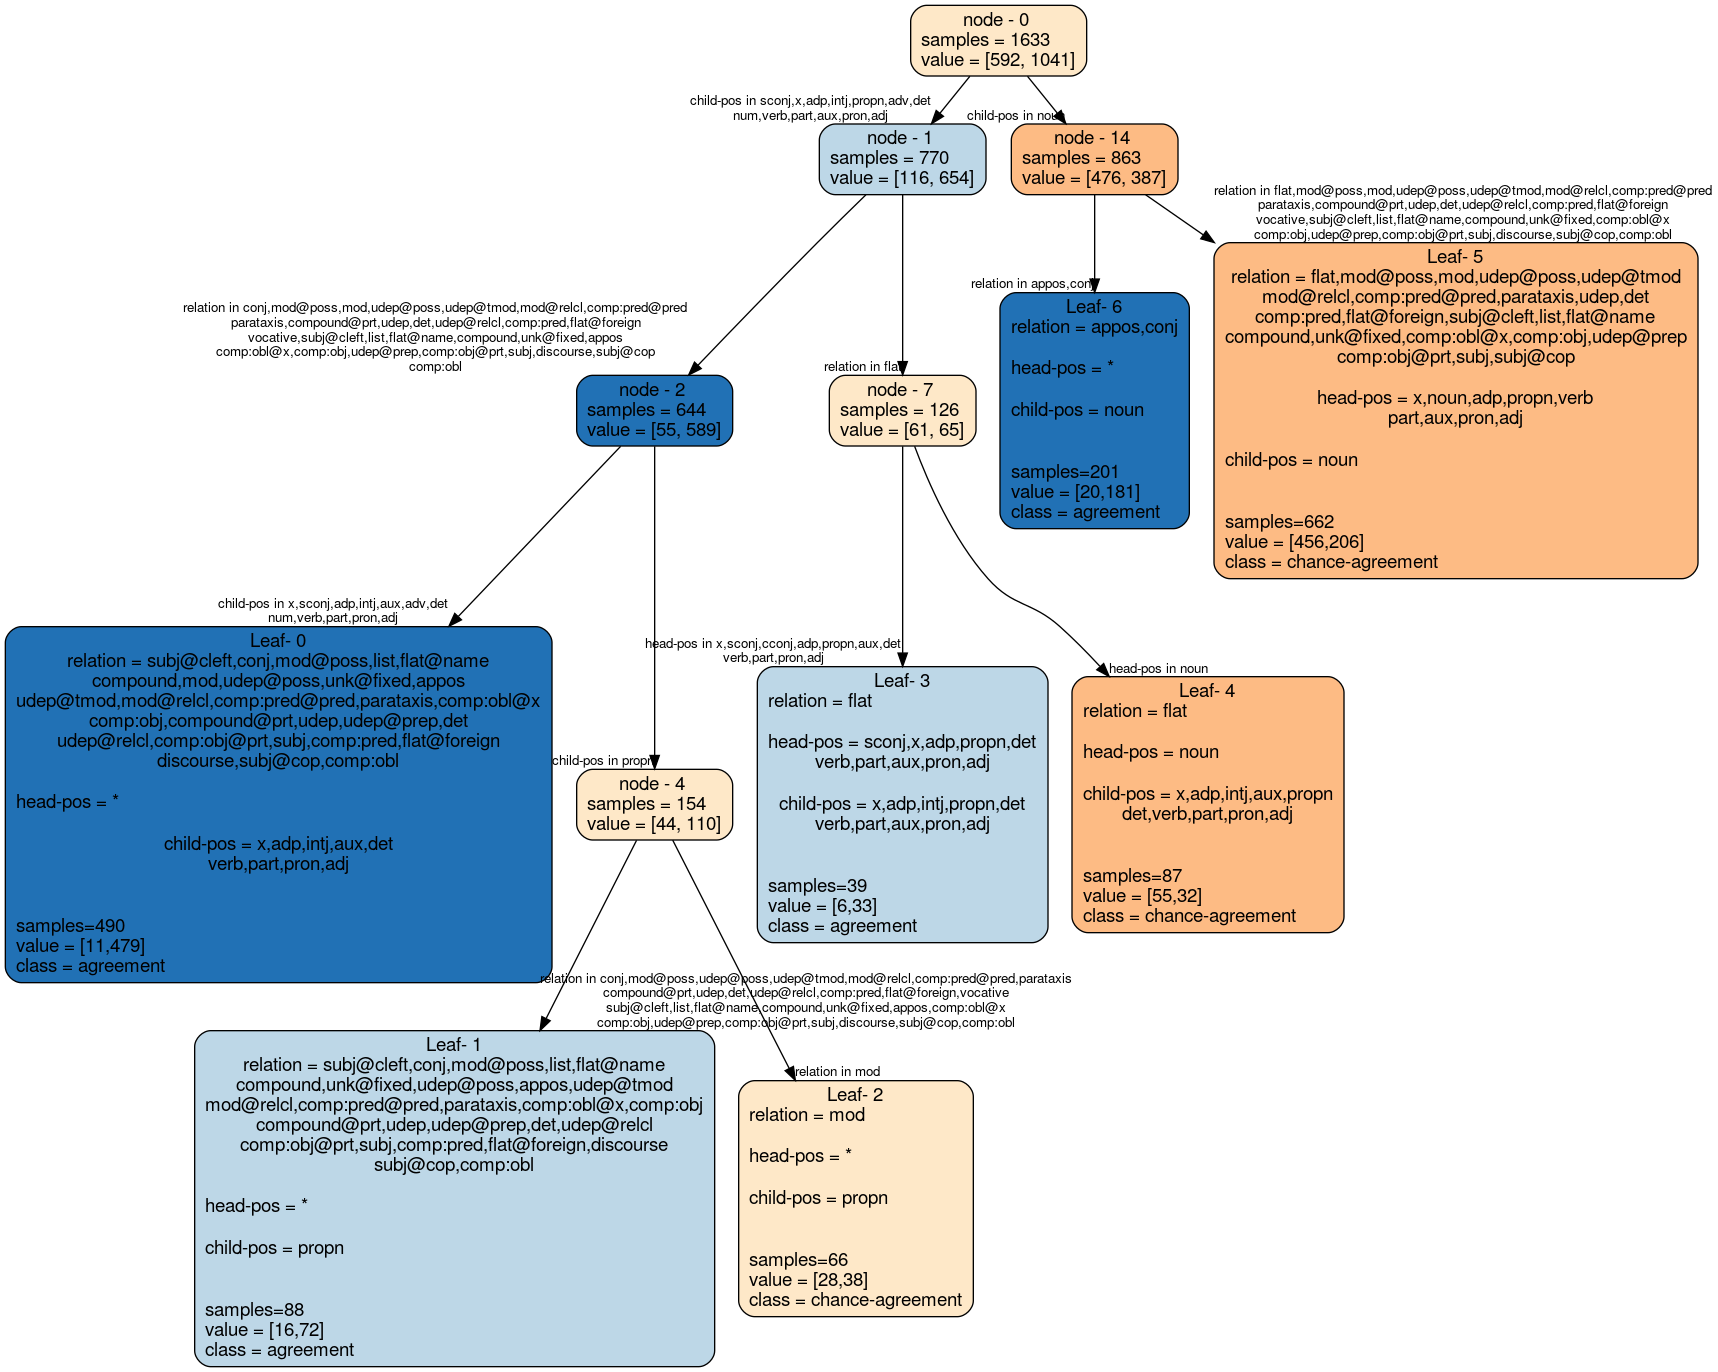 node - 0
samples = 1633
value = [592, 1041]
child-pos in sconj,x,adp,intj,propn,adv,det
num,verb,part,aux,pron,adj
child-pos in noun
node - 1
samples = 770
value = [116, 654]
node - 14
samples = 863
value = [476, 387]
relation in flat,mod@poss,mod,udep@poss,udep@tmod,mod@relcl,comp:pred@pred
parataxis,compound@prt,udep,det,udep@relcl,comp:pred,flat@foreign
vocative,subj@cleft,list,flat@name,compound,unk@fixed,comp:obl@x
comp:obj,udep@prep,comp:obj@prt,subj,discourse,subj@cop,comp:obl
relation in appos,conj
Leaf- 6
relation = appos,conj
head-pos = *
child-pos = noun
samples=201
value = [20,181]
class = agreement
Leaf- 5
relation = flat,mod@poss,mod,udep@poss,udep@tmod
mod@relcl,comp:pred@pred,parataxis,udep,det
comp:pred,flat@foreign,subj@cleft,list,flat@name
compound,unk@fixed,comp:obl@x,comp:obj,udep@prep
comp:obj@prt,subj,subj@cop
head-pos = x,noun,adp,propn,verb
part,aux,pron,adj
child-pos = noun
samples=662
value = [456,206]
class = chance-agreement
relation in conj,mod@poss,mod,udep@poss,udep@tmod,mod@relcl,comp:pred@pred
parataxis,compound@prt,udep,det,udep@relcl,comp:pred,flat@foreign
vocative,subj@cleft,list,flat@name,compound,unk@fixed,appos
comp:obl@x,comp:obj,udep@prep,comp:obj@prt,subj,discourse,subj@cop
comp:obl
relation in flat
node - 2
samples = 644
value = [55, 589]
node - 7
samples = 126
value = [61, 65]
child-pos in x,sconj,adp,intj,aux,adv,det
num,verb,part,pron,adj
Leaf- 0
relation = subj@cleft,conj,mod@poss,list,flat@name
compound,mod,udep@poss,unk@fixed,appos
udep@tmod,mod@relcl,comp:pred@pred,parataxis,comp:obl@x
comp:obj,compound@prt,udep,udep@prep,det
udep@relcl,comp:obj@prt,subj,comp:pred,flat@foreign
discourse,subj@cop,comp:obl
head-pos = *
child-pos = x,adp,intj,aux,det
verb,part,pron,adj
samples=490
value = [11,479]
class = agreement
child-pos in propn
node - 4
samples = 154
value = [44, 110]
head-pos in x,sconj,cconj,adp,propn,aux,det
verb,part,pron,adj
Leaf- 3
relation = flat
head-pos = sconj,x,adp,propn,det
verb,part,aux,pron,adj
child-pos = x,adp,intj,propn,det
verb,part,aux,pron,adj
samples=39
value = [6,33]
class = agreement
head-pos in noun
Leaf- 4
relation = flat
head-pos = noun
child-pos = x,adp,intj,aux,propn
det,verb,part,pron,adj
samples=87
value = [55,32]
class = chance-agreement
relation in conj,mod@poss,udep@poss,udep@tmod,mod@relcl,comp:pred@pred,parataxis
compound@prt,udep,det,udep@relcl,comp:pred,flat@foreign,vocative
subj@cleft,list,flat@name,compound,unk@fixed,appos,comp:obl@x
comp:obj,udep@prep,comp:obj@prt,subj,discourse,subj@cop,comp:obl
Leaf- 1
relation = subj@cleft,conj,mod@poss,list,flat@name
compound,unk@fixed,udep@poss,appos,udep@tmod
mod@relcl,comp:pred@pred,parataxis,comp:obl@x,comp:obj
compound@prt,udep,udep@prep,det,udep@relcl
comp:obj@prt,subj,comp:pred,flat@foreign,discourse
subj@cop,comp:obl
head-pos = *
child-pos = propn
samples=88
value = [16,72]
class = agreement
relation in mod
Leaf- 2
relation = mod
head-pos = *
child-pos = propn
samples=66
value = [28,38]
class = chance-agreement